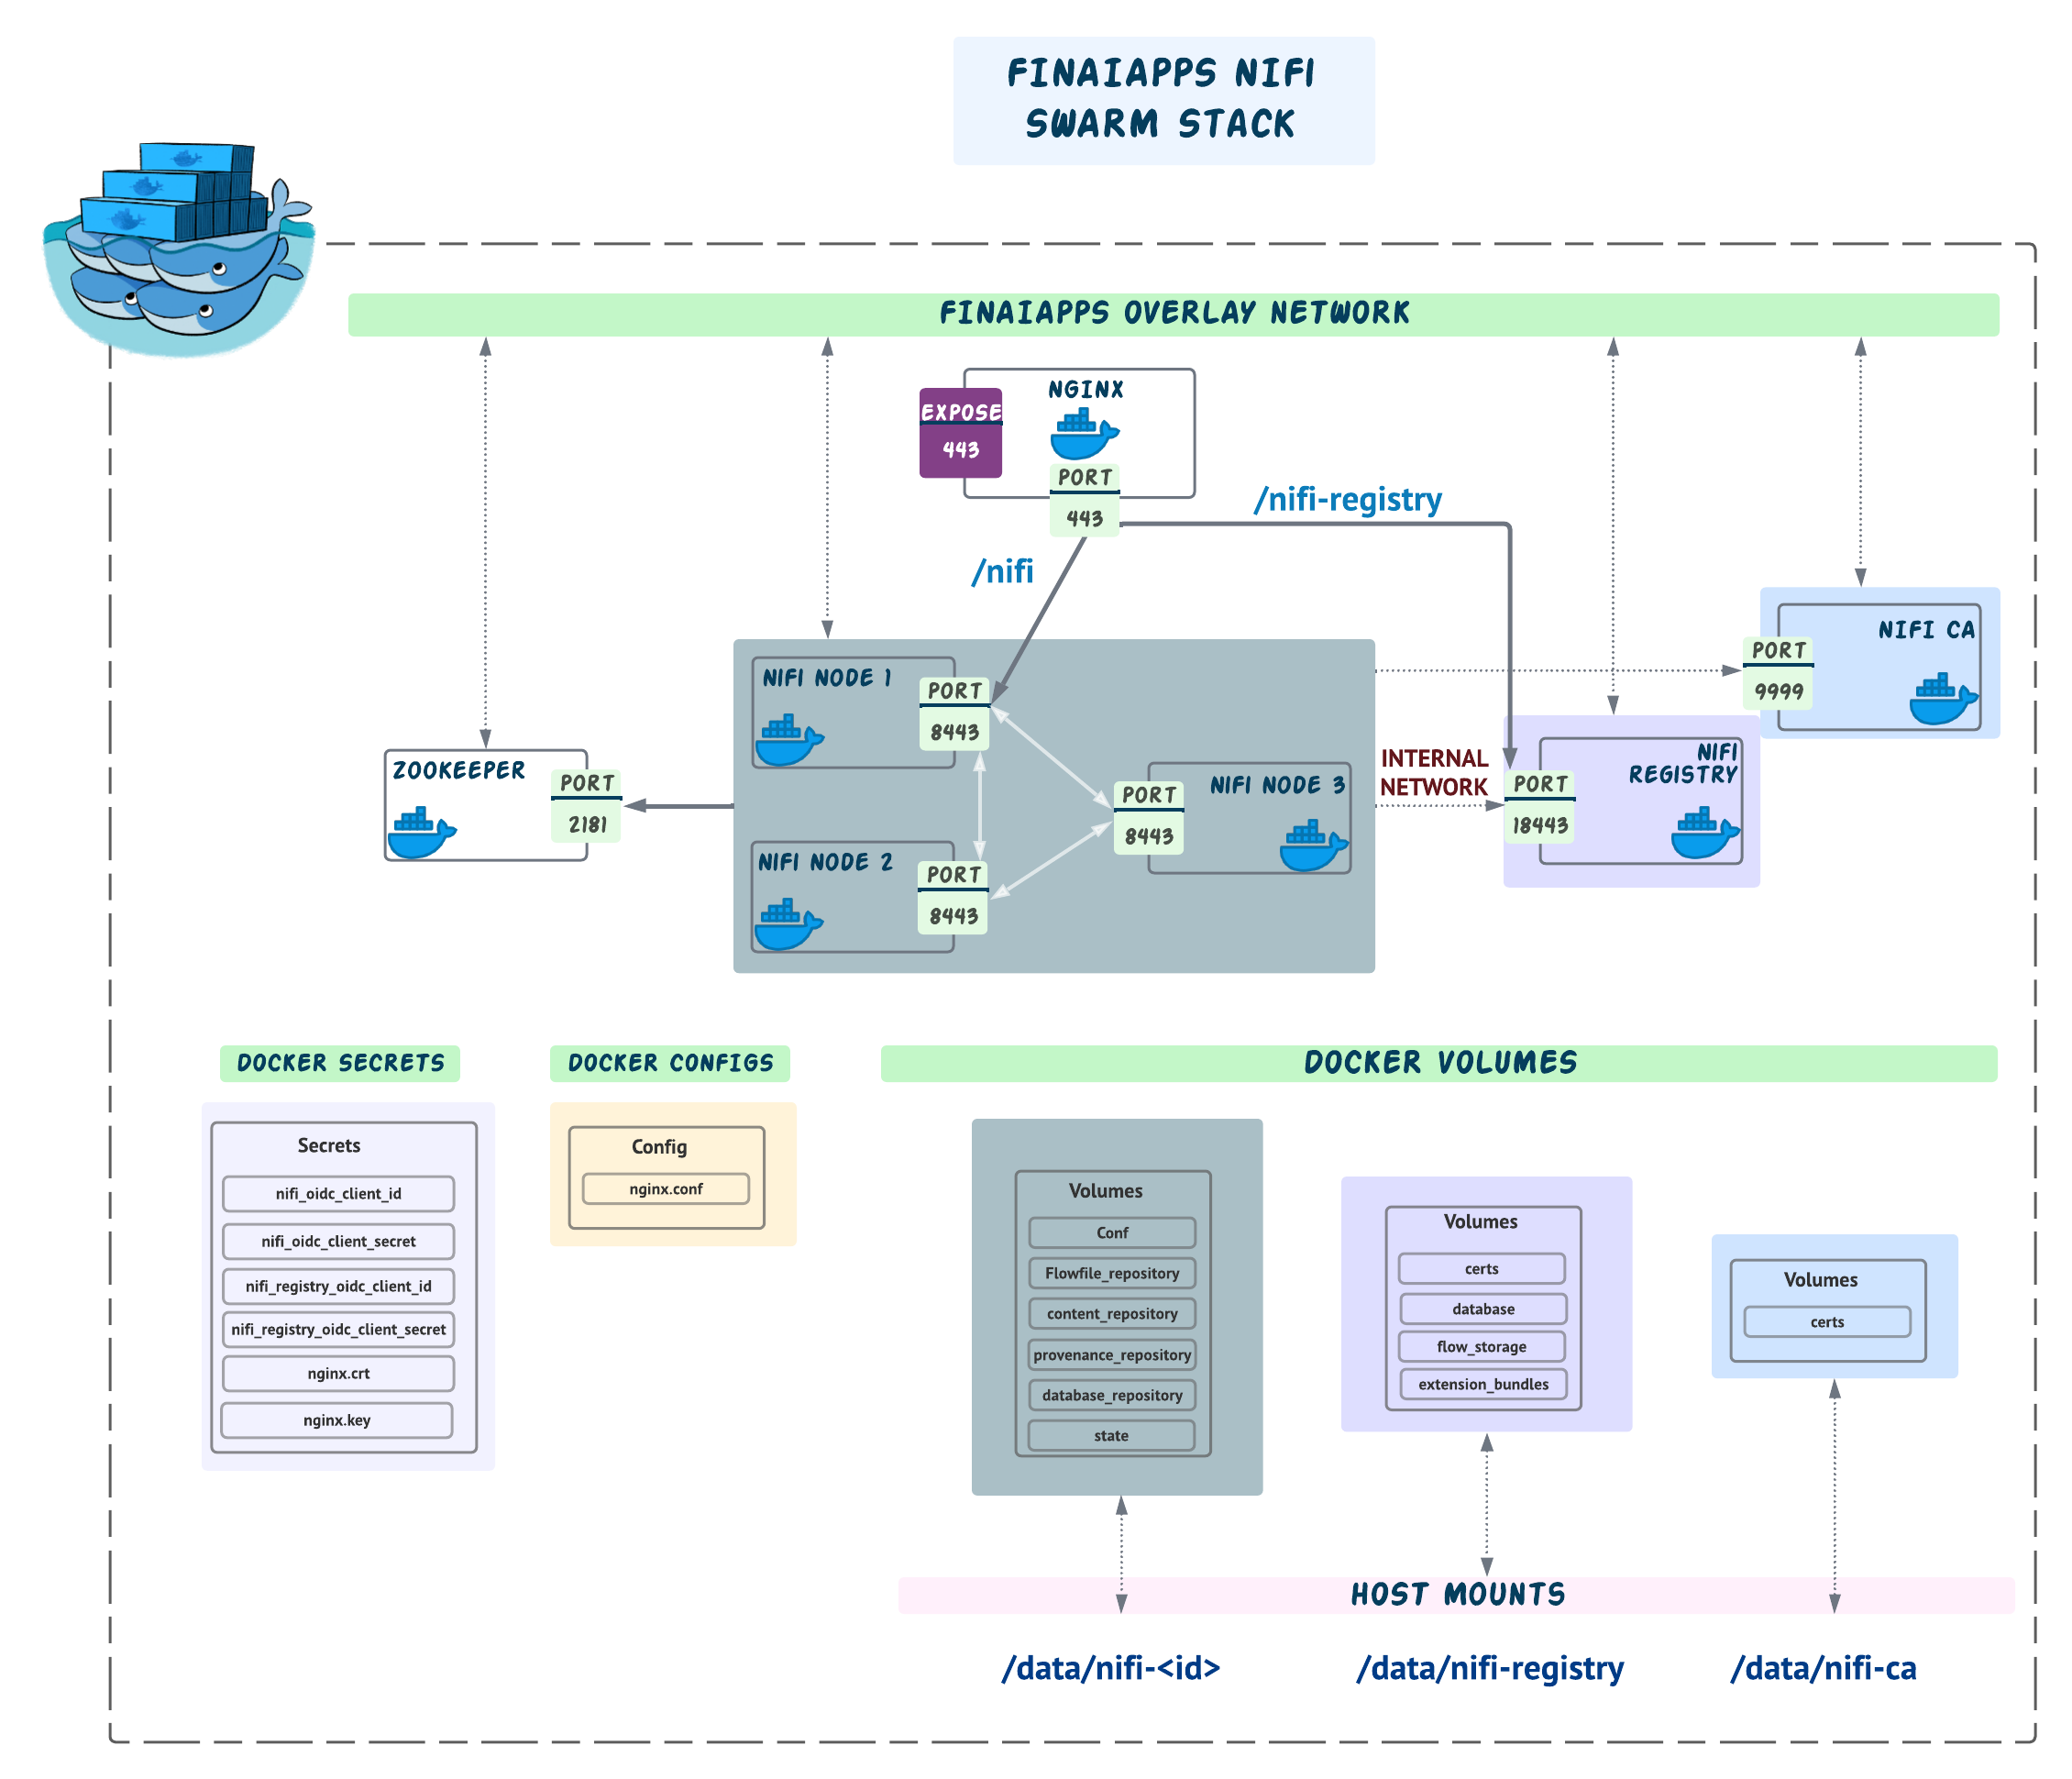 FINAIAPPS NIFI
SWARM STACK
FINAIAPPS OVERLAY NETWORK
NGINX
EXPOSE
443
PORT
443
/nifi-registry
/nifi
NIFI CA
PORT
9999
NIFI NODE 1
PORT
8443
ZOOKEEPER
PORT
2181
NIFI NODE 3
PORT
8443
INTERNAL
NETWORK
NIFI
REGISTRY
PORT
18443
NIFI NODE 2
PORT
8443
DOCKER SECRETS
DOCKER CONFIGS
DOCKER VOLUMES
Secrets
nifi_oidc_client_id
nifi_oidc_client_secret
nifi_registry_oidc_client_id
nifi_registry_oidc_client_secret
nginx.crt
nginx.key
Config
nginx.conf
Volumes
Conf
Flowfile_repository
content_repository
provenance_repository
database_repository
state
Volumes
certs
database
flow_storage
extension_bundles
Volumes
certs
HOST MOUNTS
/data/nifi-<id>
/data/nifi-registry
/data/nifi-ca